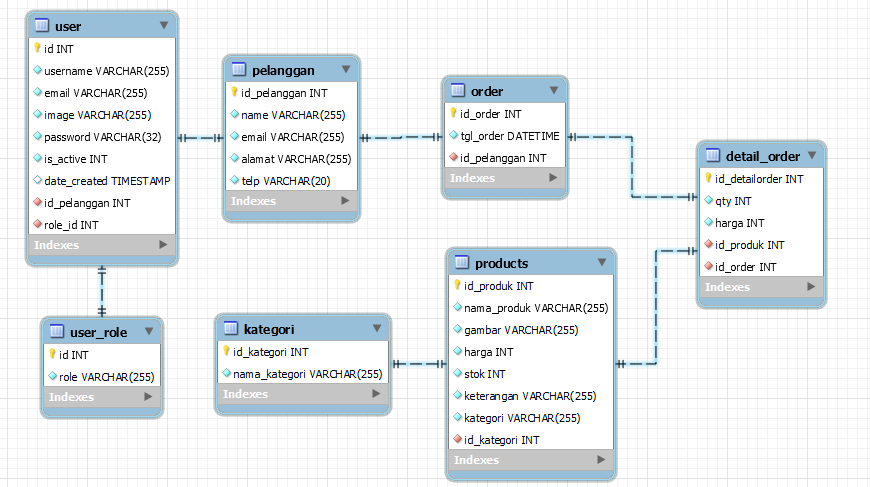 user
id INT
username VARCHAR(255)
email VARCHAR(255)
image VARCHAR(255)
password VARCHAR(32)
is_active INT
date_created TIMESTAMP
id_pelanggan INT
role_id INT
Indexes
pelanggan
id_pelanggan INT
name VARCHAR(255)
email VARCHAR(255)
alamat VARCHAR(255)
telp VARCHAR(20)
Indexes
order
id_order INT
tgl_order DATETIME
id_pelanggan INT
Indexes
detail_order
id_detailorder INT
qty INT
harga INT
id_produk INT
id_order INT
Indexes
user_role
id INT
role VARCHAR(255)
Indexes
kategori
id_kategori INT
nama_kategori VARCHAR(255)
Indexes
products
id_produk INT
nama_produk VARCHAR(255)
gambar VARCHAR(255)
harga INT
stok INT
keterangan VARCHAR(255)
kategori VARCHAR(255)
id_kategori INT
Indexes